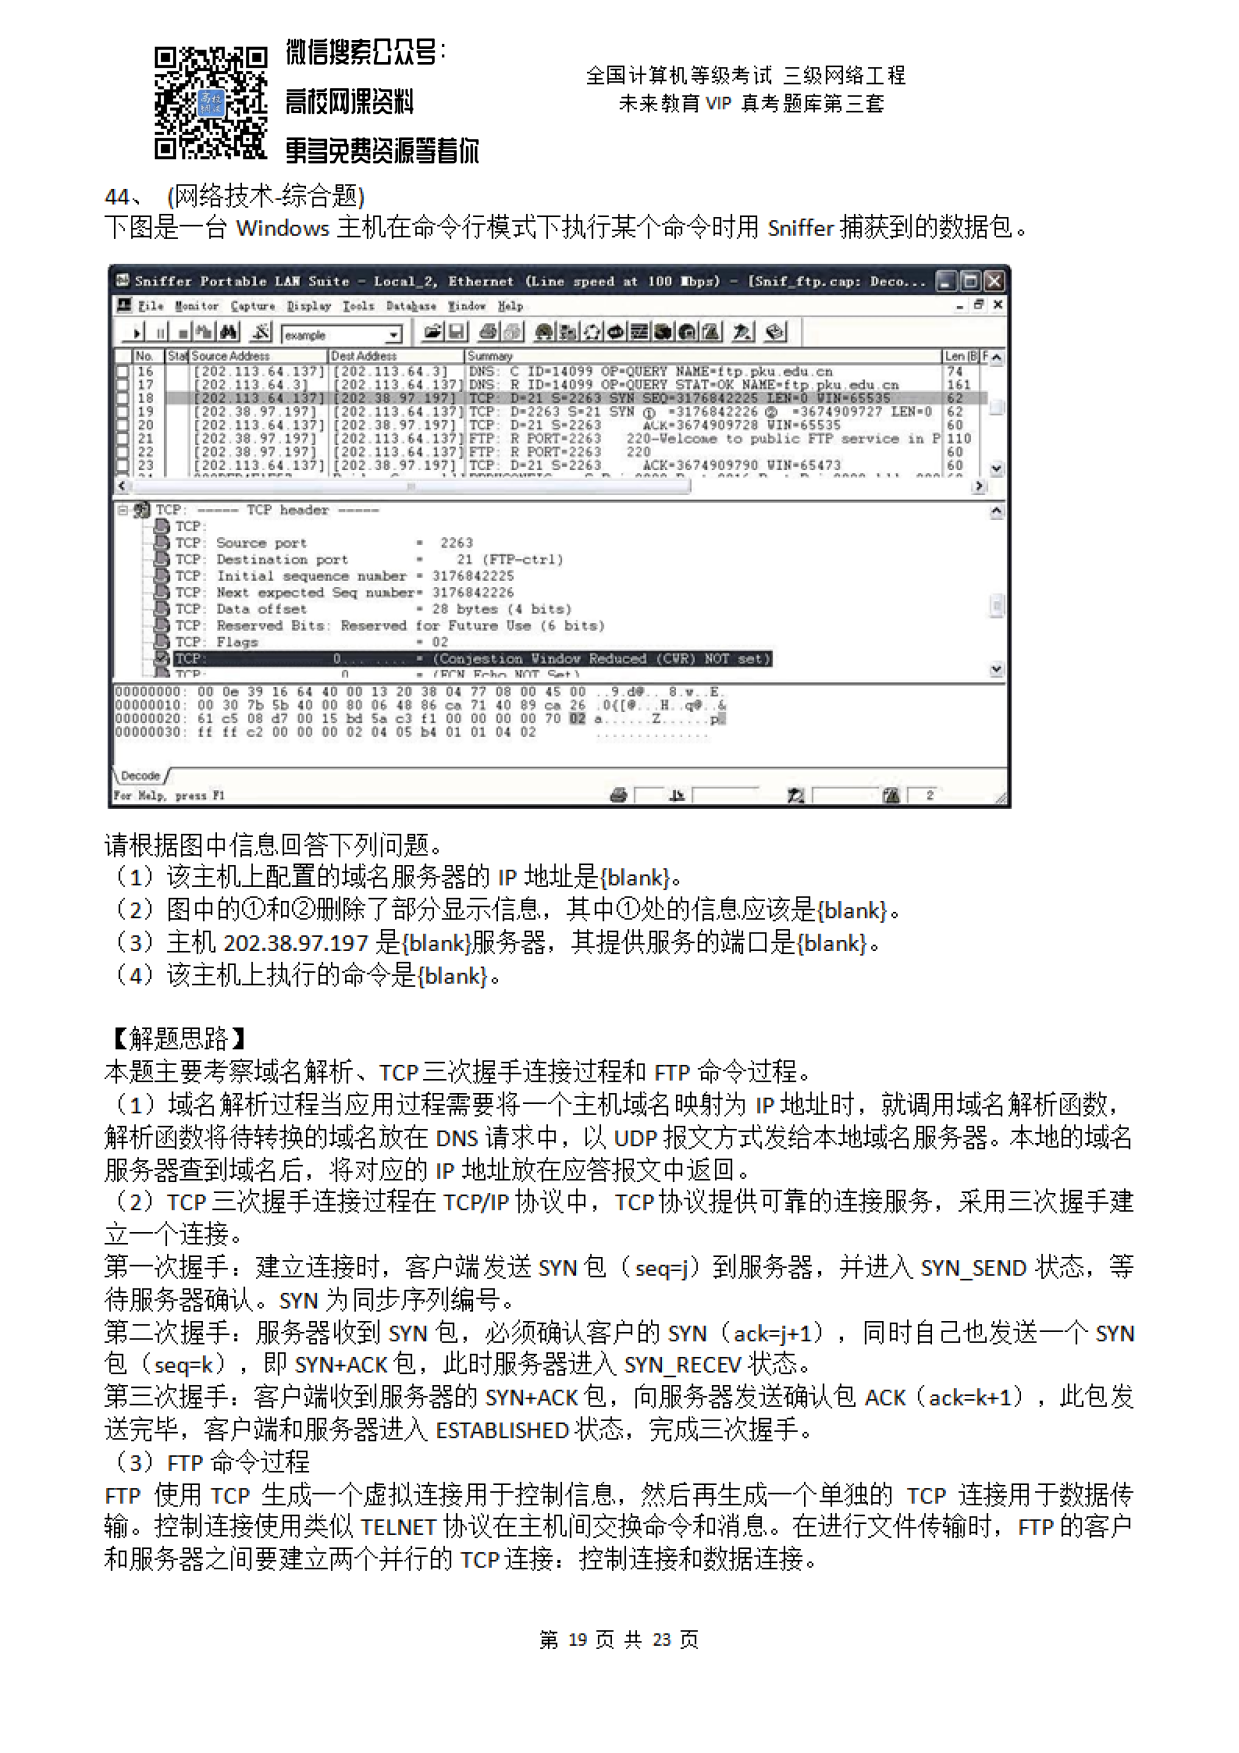 微信搜索公众号：
高校网课资料
更多免费资源等着你
全国计算机等级考试 三级网络工程
未来教育 VIP 真考题库第三套
44、 (网络技术-综合题)
下图是一台 Windows 主机在命令行模式下执行某个命令时用 Sniffer 捕获到的数据包。
Sniffer Portable LAN Suite - Local_2, Ethernet (Line speed at 100 Mbps) - [Snif_ftp.cap: Deco...
File Monitor Capture Display Tools Database Window Help
example
No. Stat Source Address Dest Address Summary Len (B F
16 [202.113.64.137] [202.113.64.3] DNS: C ID=14099 OP=QUERY NAME=ftp.pku.edu.cn 74
17 [202.113.64.3] [202.113.64.137] DNS: R ID=14099 OP=QUERY STAT=OK NAME=ftp.pku.edu.cn 161
18 [202.113.64.137] [202.38.97.197] TCP: D=21 S=2263 SYN SEQ=3176842225 LEN=0 WIN=65535 62
19 [202.38.97.197] [202.113.64.137] TCP: D=2263 S=21 SYN ① =3176842226 ② =3674909727 LEN=0 62
20 [202.113.64.137] [202.38.97.197] TCP: D=21 S=2263 ACK=3674909728 WIN=65535 60
21 [202.38.97.197] [202.113.64.137] FTP: R PORT=2263 220-Welcome to public FTP service in P 110
22 [202.38.97.197] [202.113.64.137] FTP: R PORT=2263 220 60
23 [202.113.64.137] [202.38.97.197] TCP: D=21 S=2263 ACK=3674909790 WIN=65473 60
TCP: ----- TCP header -----
TCP:
TCP: Source port = 2263
TCP: Destination port = 21 (FTP-ctrl)
TCP: Initial sequence number = 3176842225
TCP: Next expected Seq number= 3176842226
TCP: Data offset = 28 bytes (4 bits)
TCP: Reserved Bits: Reserved for Future Use (6 bits)
TCP: Flags = 02
TCP: 0... .... = (Conjestion Window Reduced (CWR) NOT set)
TCP: 0 = (ECN Echo NOT Set)
00000000: 00 0e 39 16 64 40 00 13 20 38 04 77 08 00 45 00 ..9.d@.. 8.w..E.
00000010: 00 30 7b 5b 40 00 80 06 48 86 ca 71 40 89 ca 26 .0{[@...H..q@..&
00000020: 61 c5 08 d7 00 15 bd 5a c3 f1 00 00 00 00 70 02 a......Z......p
00000030: ff ff c2 00 00 00 02 04 05 b4 01 01 04 02 ..............
Decode
For Help, press F1
2
请根据图中信息回答下列问题。
（1）该主机上配置的域名服务器的 IP 地址是{blank}。
（2）图中的①和②删除了部分显示信息，其中①处的信息应该是{blank}。
（3）主机 202.38.97.197 是{blank}服务器，其提供服务的端口是{blank}。
（4）该主机上执行的命令是{blank}。
【解题思路】
本题主要考察域名解析、TCP 三次握手连接过程和 FTP 命令过程。
（1）域名解析过程当应用过程需要将一个主机域名映射为 IP 地址时，就调用域名解析函数，
解析函数将待转换的域名放在 DNS 请求中，以 UDP 报文方式发给本地域名服务器。本地的域名
服务器查到域名后，将对应的 IP 地址放在应答报文中返回。
（2）TCP 三次握手连接过程在 TCP/IP 协议中，TCP 协议提供可靠的连接服务，采用三次握手建
立一个连接。
第一次握手：建立连接时，客户端发送 SYN 包（seq=j）到服务器，并进入 SYN_SEND 状态，等
待服务器确认。SYN 为同步序列编号。
第二次握手：服务器收到 SYN 包，必须确认客户的 SYN（ack=j+1），同时自己也发送一个 SYN
包（seq=k），即 SYN+ACK 包，此时服务器进入 SYN_RECEV 状态。
第三次握手：客户端收到服务器的 SYN+ACK 包，向服务器发送确认包 ACK（ack=k+1），此包发
送完毕，客户端和服务器进入 ESTABLISHED 状态，完成三次握手。
（3）FTP 命令过程
FTP 使用 TCP 生成一个虚拟连接用于控制信息，然后再生成一个单独的 TCP 连接用于数据传
输。控制连接使用类似 TELNET 协议在主机间交换命令和消息。在进行文件传输时，FTP 的客户
和服务器之间要建立两个并行的 TCP 连接：控制连接和数据连接。
第 19 页 共 23 页